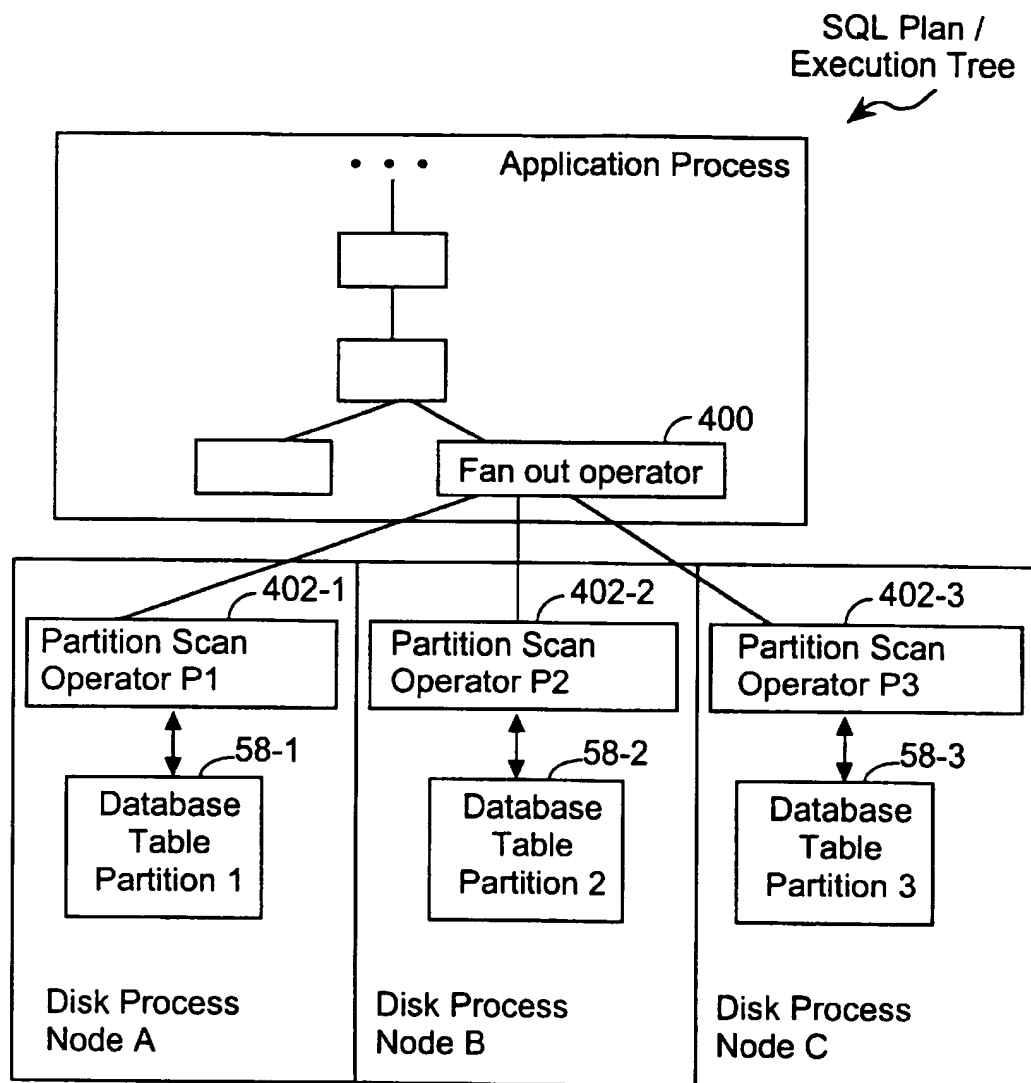 SQL Plan /
Execution Tree
• • •
Application Process
400
Fan out operator
402-1
Partition Scan
Operator P1
58-1
Database
Table
Partition 1
Disk Process
Node A
402-2
Partition Scan
Operator P2
58-2
Database
Table
Partition 2
Disk Process
Node B
402-3
Partition Scan
Operator P3
58-3
Database
Table
Partition 3
Disk Process
Node C